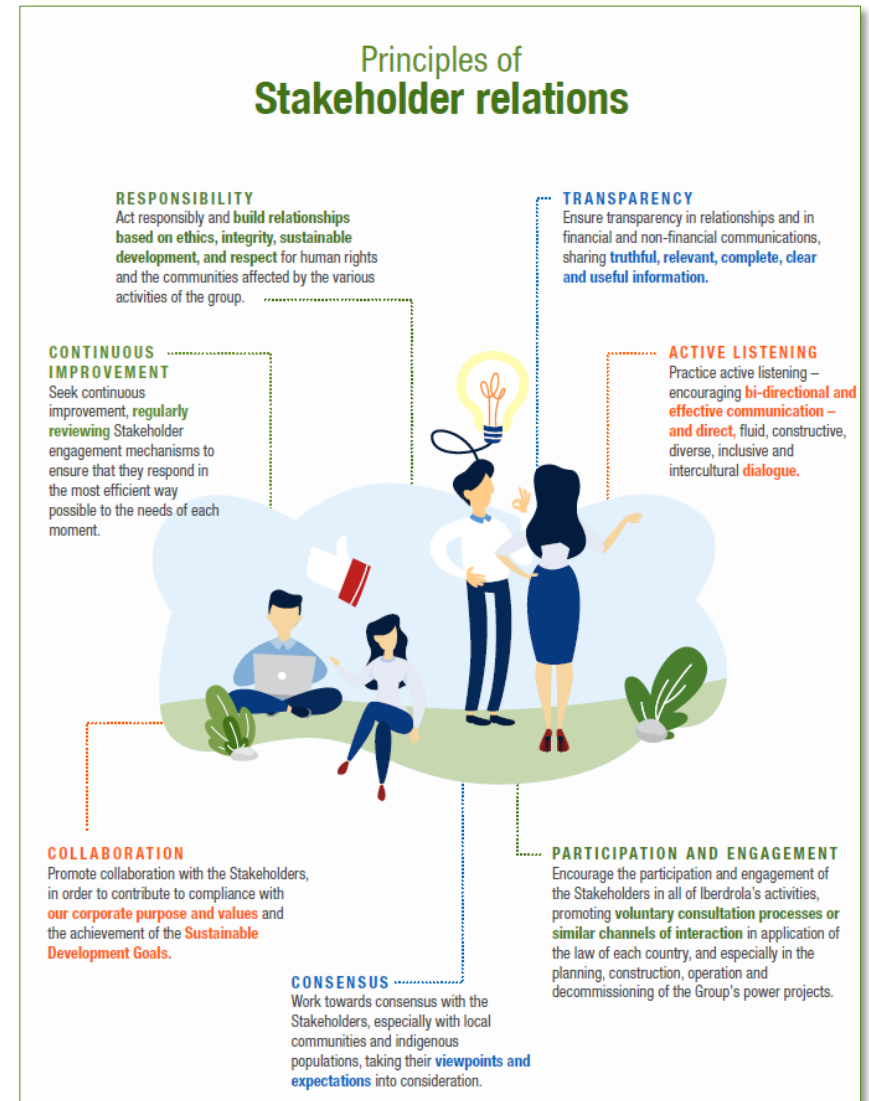 Principles of
Stakeholder relations
RESPONSIBILITY
Act responsibly and build relationships
based on ethics, integrity, sustainable
development, and respect for human rights
and the communities affected by the various
activities of the group.
TRANSPARENCY
Ensure transparency in relationships and in
financial and non-financial communications,
sharing truthful, relevant, complete, clear
and useful information.
CONTINUOUS
IMPROVEMENT
Seek continuous
improvement, regularly
reviewing Stakeholder
engagement mechanisms to
ensure that they respond in
the most efficient way
possible to the needs of each
moment.
ACTIVE LISTENING
Practice active listening –
encouraging bi-directional and
effective communication –
and direct, fluid, constructive,
diverse, inclusive and
intercultural dialogue.
COLLABORATION
Promote collaboration with the Stakeholders,
in order to contribute to compliance with
our corporate purpose and values and
the achievement of the Sustainable
Development Goals.
PARTICIPATION AND ENGAGEMENT
Encourage the participation and engagement of
the Stakeholders in all of Iberdrola's activities,
promoting voluntary consultation processes or
similar channels of interaction in application of
the law of each country, and especially in the
planning, construction, operation and
decommissioning of the Group's power projects.
CONSENSUS
Work towards consensus with the
Stakeholders, especially with local
communities and indigenous
populations, taking their viewpoints and
expectations into consideration.